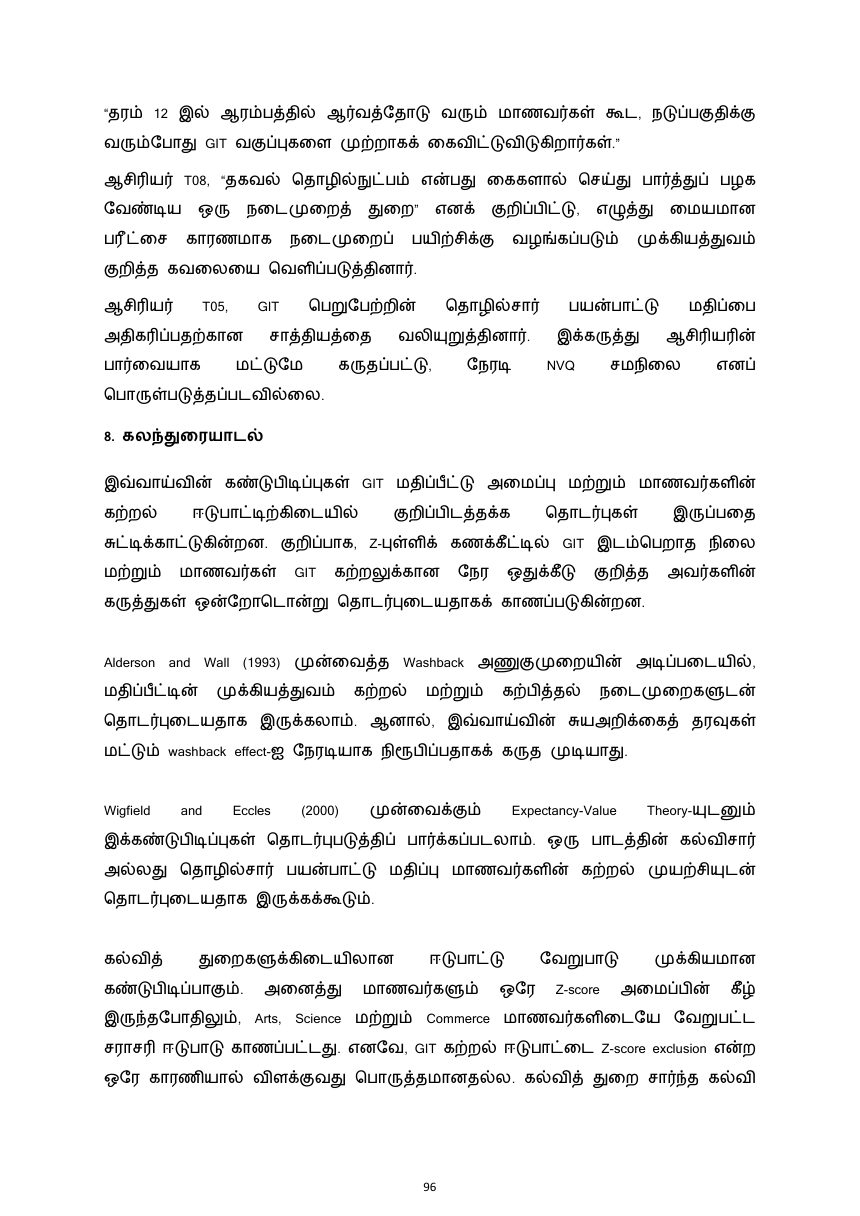 “தரம் 12 இல் ஆரம்பத்தில் ஆர்வத்தோடு வரும் மாணவர்கள் கூட, நடுப்பகுதிக்கு
வரும்போது GIT வகுப்புகளை முற்றாகக் கைவிட்டுவிடுகிறார்கள்.”
ஆசிரியர் T08, “தகவல் தொழில்நுட்பம் என்பது கைகளால் செய்து பார்த்துப் பழக
வேண்டிய ஒரு நடைமுறைத் துறை” எனக் குறிப்பிட்டு, எழுத்து மையமான
பரீட்சை காரணமாக நடைமுறைப் பயிற்சிக்கு வழங்கப்படும் முக்கியத்துவம்
குறித்த கவலையை வெளிப்படுத்தினார்.
ஆசிரியர் T05, GIT பெறுபேற்றின் தொழில்சார் பயன்பாட்டு மதிப்பை
அதிகரிப்பதற்கான சாத்தியத்தை வலியுறுத்தினார். இக்கருத்து ஆசிரியரின்
பார்வையாக மட்டுமே கருதப்பட்டு, நேரடி NVQ சமநிலை எனப்
பொருள்படுத்தப்படவில்லை.
8. கலந்துரையாடல்
இவ்வாய்வின் கண்டுபிடிப்புகள் GIT மதிப்பீட்டு அமைப்பு மற்றும் மாணவர்களின்
கற்றல் ஈடுபாட்டிற்கிடையில் குறிப்பிடத்தக்க தொடர்புகள் இருப்பதை
சுட்டிக்காட்டுகின்றன. குறிப்பாக, Z-புள்ளிக் கணக்கீட்டில் GIT இடம்பெறாத நிலை
மற்றும் மாணவர்கள் GIT கற்றலுக்கான நேர ஒதுக்கீடு குறித்த அவர்களின்
கருத்துகள் ஒன்றோடொன்று தொடர்புடையதாகக் காணப்படுகின்றன.
Alderson and Wall (1993) முன்வைத்த Washback அணுகுமுறையின் அடிப்படையில்,
மதிப்பீட்டின் முக்கியத்துவம் கற்றல் மற்றும் கற்பித்தல் நடைமுறைகளுடன்
தொடர்புடையதாக இருக்கலாம். ஆனால், இவ்வாய்வின் சுயஅறிக்கைத் தரவுகள்
மட்டும் washback effect-ஐ நேரடியாக நிரூபிப்பதாகக் கருத முடியாது.
Wigfield and Eccles (2000) முன்வைக்கும் Expectancy-Value Theory-யுடனும்
இக்கண்டுபிடிப்புகள் தொடர்புபடுத்திப் பார்க்கப்படலாம். ஒரு பாடத்தின் கல்விசார்
அல்லது தொழில்சார் பயன்பாட்டு மதிப்பு மாணவர்களின் கற்றல் முயற்சியுடன்
தொடர்புடையதாக இருக்கக்கூடும்.
கல்வித் துறைகளுக்கிடையிலான ஈடுபாட்டு வேறுபாடு முக்கியமான
கண்டுபிடிப்பாகும். அனைத்து மாணவர்களும் ஒரே Z-score அமைப்பின் கீழ்
இருந்தபோதிலும், Arts, Science மற்றும் Commerce மாணவர்களிடையே வேறுபட்ட
சராசரி ஈடுபாடு காணப்பட்டது. எனவே, GIT கற்றல் ஈடுபாட்டை Z-score exclusion என்ற
ஒரே காரணியால் விளக்குவது பொருத்தமானதல்ல. கல்வித் துறை சார்ந்த கல்வி
96